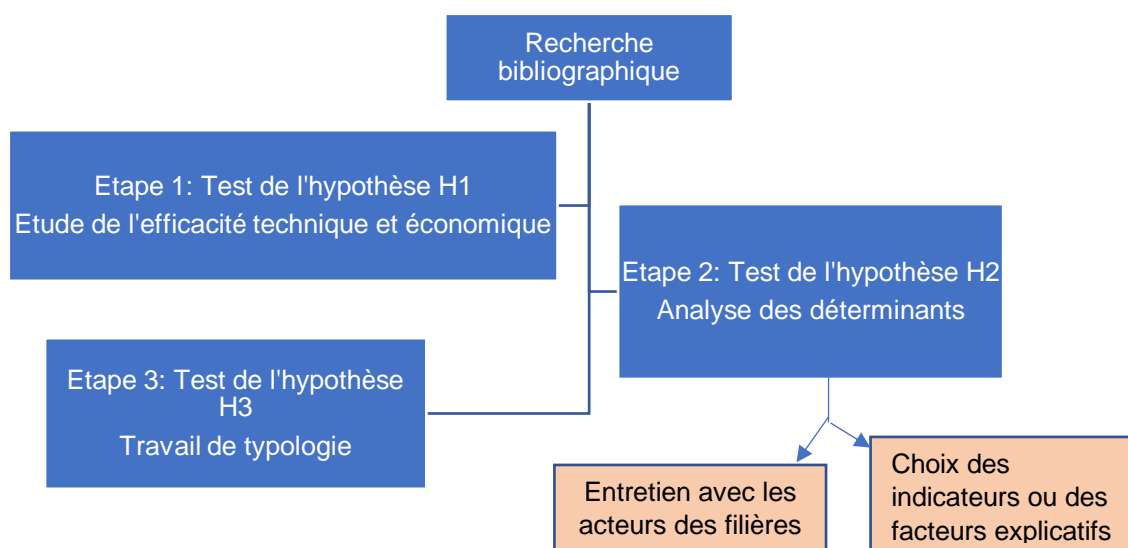 Recherche
bibliographique
Etape 1: Test de l'hypothèse H1
Etude de l'efficacité technique et économique
Etape 2: Test de l'hypothèse H2
Analyse des déterminants
Etape 3: Test de l'hypothèse
H3
Travail de typologie
Entretien avec les
acteurs des filières
Choix des
indicateurs ou des
facteurs explicatifs